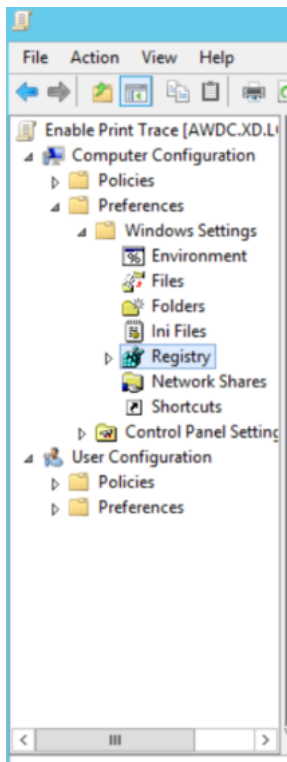 File Action View Help
Enable Print Trace [AWDC.XD.L
Computer Configuration
Policies
Preferences
Windows Settings
Environment
Files
Folders
Ini Files
Registry
Network Shares
Shortcuts
Control Panel Setting
User Configuration
Policies
Preferences